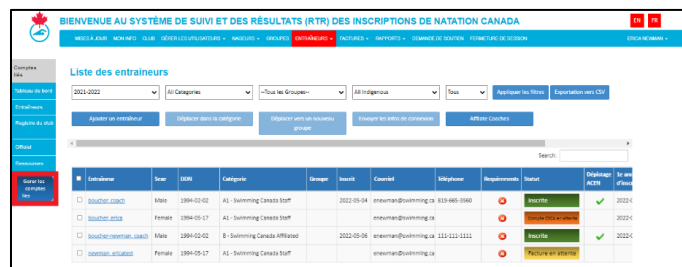 BIENVENUE AU SYSTÈME DE SUIVI ET DES RÉSULTATS (RTR) DES INSCRIPTIONS DE NATATION CANADA EN FR
MISES À JOUR MON INFO CLUB GÉRER LES UTILISATEURS NAGEURS GROUPES ENTRAÎNEURS FACTURES RAPPORTS DEMANDE DE SOUTIEN FERMETURE DE SESSION ERICA NEWMAN
Comptes liés
Tableau de bord
Entraîneurs
Registre du club
Officiel
Ressources
Gérer les comptes liés
Liste des entraineurs
2021-2022 All Categories --Tous les Groupes-- All Indigenous Tous Appliquer les filtres Exportation vers CSV
Ajouter un entraîneur Déplacer dans la catégorie Déplacer vers un nouveau groupe Envoyer les infos de connexion Affiliate Coaches
Search:
Entraîneur Sexe DDN Catégorie Groupe Inscrit Courriel Téléphone Requirements Statut Dépistage ACEN 1e ann d'insc
boucher, coach Male 1994-02-02 A1 - Swimming Canada Staff 2022-05-04 enewman@swimming.ca 819-665-3560 Inscrite 2022-0
boucher, erica Female 1994-05-17 A1 - Swimming Canada Staff enewman@swimming.ca Compte ESCA en attente 2022-0
boucher-newman, coach Male 1994-02-02 B - Swimming Canada Affiliated 2022-05-06 enewman@swimming.ca 111-111-1111 Inscrite 2022-0
newman, ericatest Female 1994-05-17 A1 - Swimming Canada Staff enewman@swimming.ca Facture en attente 2022-0